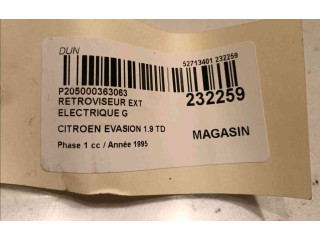 DUN
52713401 232259
P205000363063
232259
RETROVISEUR EXT
ELECTRIQUE G
CITROEN EVASION 1.9 TD
MAGASIN
Phase 1 cc / Année 1995